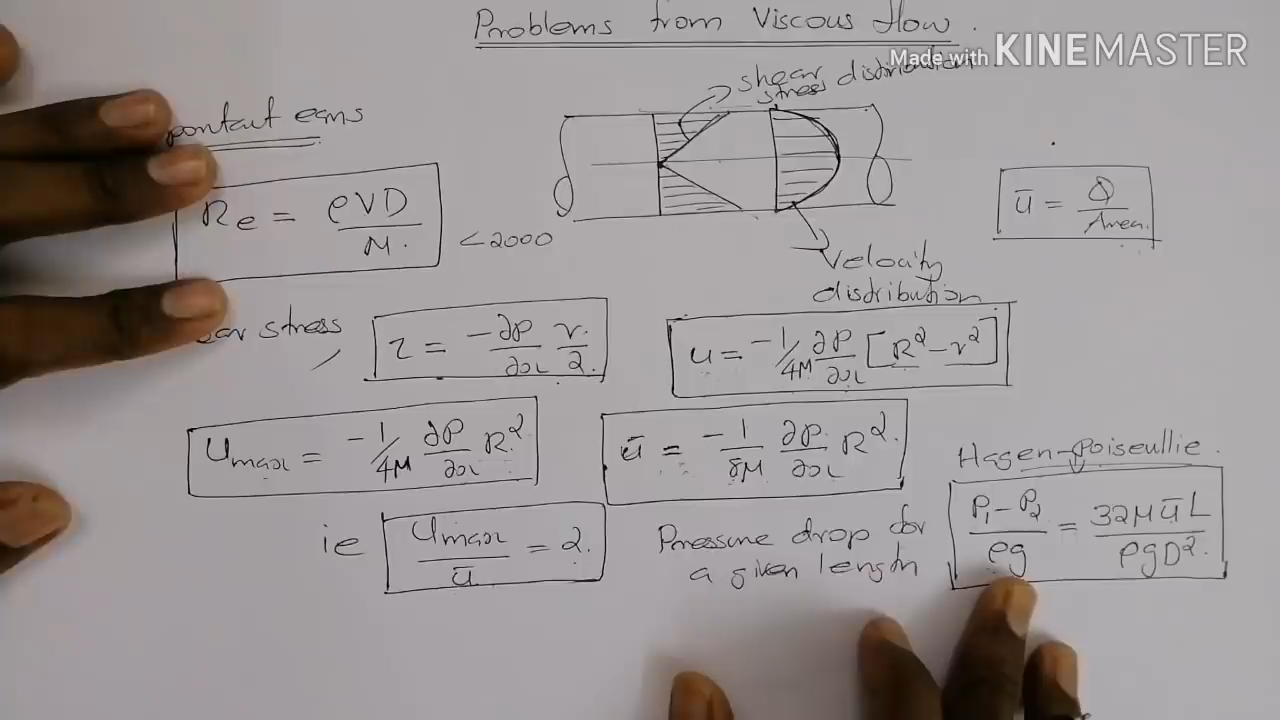 Problems from Viscous flow.
Made with KINEMASTER
shear stress distribution.
eqns
Re = ρVD / μ. < 2000
ū = Q / Area.
Velocity distribution
stress τ = -∂P/∂x r/2.
u = -1/4μ ∂P/∂x [R² - r²]
Umax = -1/4μ ∂P/∂x R²
ū = -1/8μ ∂P/∂x R².
Hagen-Poiseullie.
ie Umax / ū = 2.
Pressure drop for
a given length
P₁ - P₂ / ρg = 32μūL / ρgD².